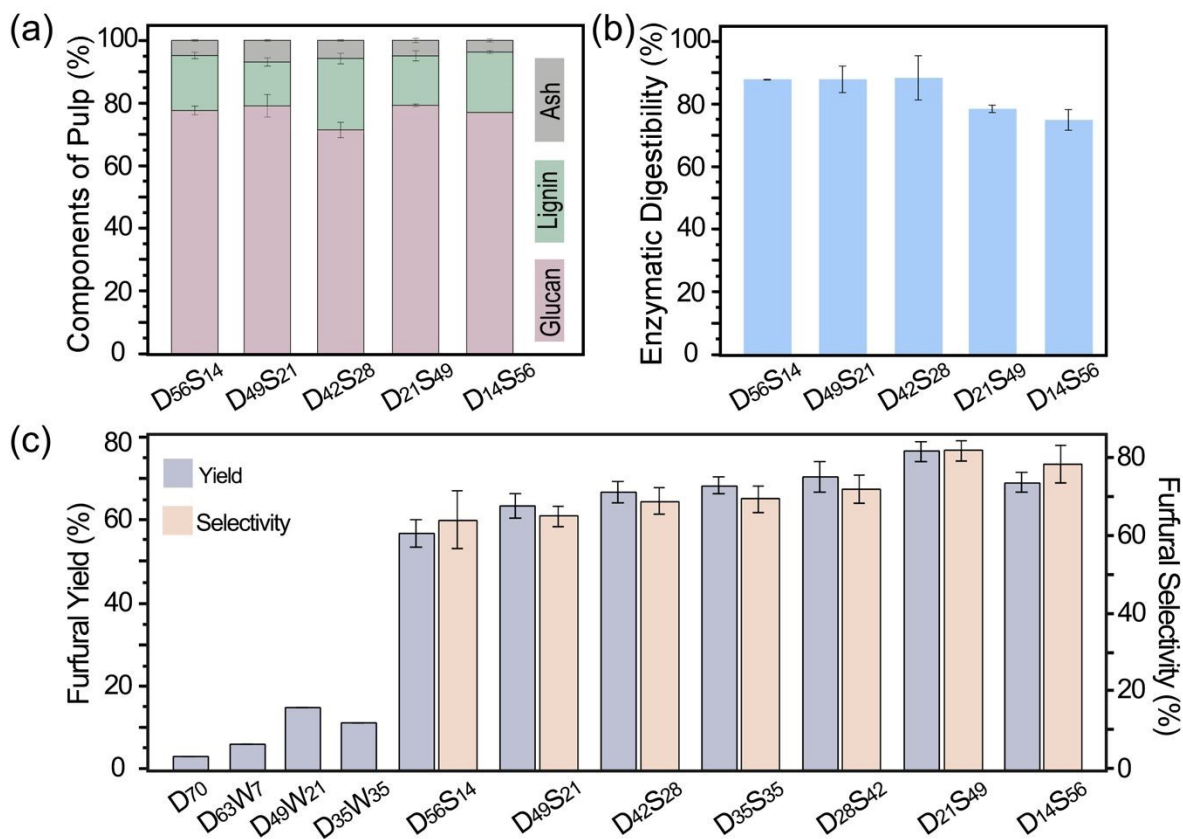 (a)
Components of Pulp (%)
100
80
60
40
20
0
Ash
Lignin
Glucan
D56S14
D49S21
D42S28
D21S49
D14S56
(b)
Enzymatic Digestibility (%)
100
80
60
40
20
0
D56S14
D49S21
D42S28
D21S49
D14S56
(c)
Furfural Yield (%)
80
60
40
20
0
Yield
Selectivity
80
60
40
20
0
Furfural Selectivity (%)
D70
D63W7
D49W21
D35W35
D56S14
D49S21
D42S28
D35S35
D28S42
D21S49
D14S56